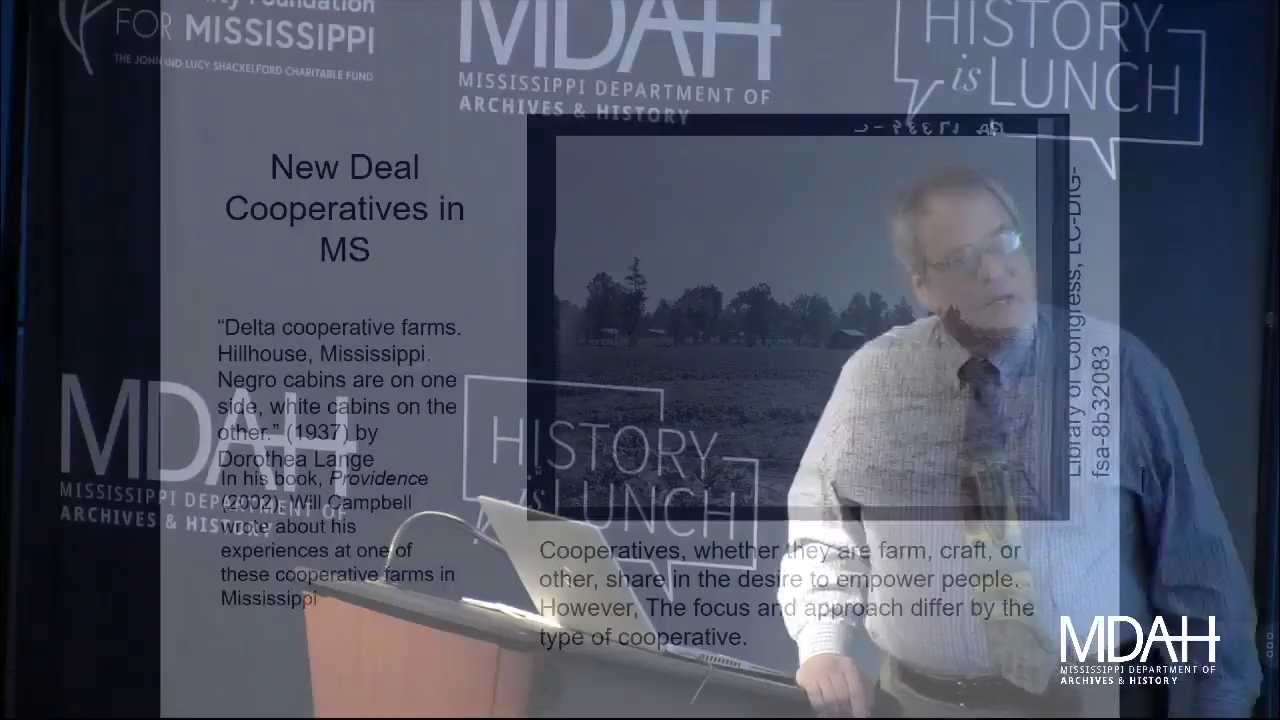 ity Foundation
FOR MISSISSIPPI
THE JOHN AND LUCY SHACKELFORD CHARITABLE FUND
MDAH
MISSISSIPPI DEPARTMENT OF
ARCHIVES & HISTORY
HISTORY
is LUNCH
New Deal
Cooperatives in
MS
“Delta cooperative farms.
Hillhouse, Mississippi.
Negro cabins are on one
side, white cabins on the
other.” (1937) by
Dorothea Lange
In his book, Providence
(2002), Will Campbell
wrote about his
experiences at one of
these cooperative farms in
Mississippi
Library of Congress, LC-DIG-
fsa-8b32083
MDAH
MISSISSIPPI DEPARTMENT OF
ARCHIVES & HISTORY
HISTORY
is LUNCH
Cooperatives, whether they are farm, craft, or
other, share in the desire to empower people.
However, The focus and approach differ by the
type of cooperative.
MDAH
MISSISSIPPI DEPARTMENT OF
ARCHIVES & HISTORY